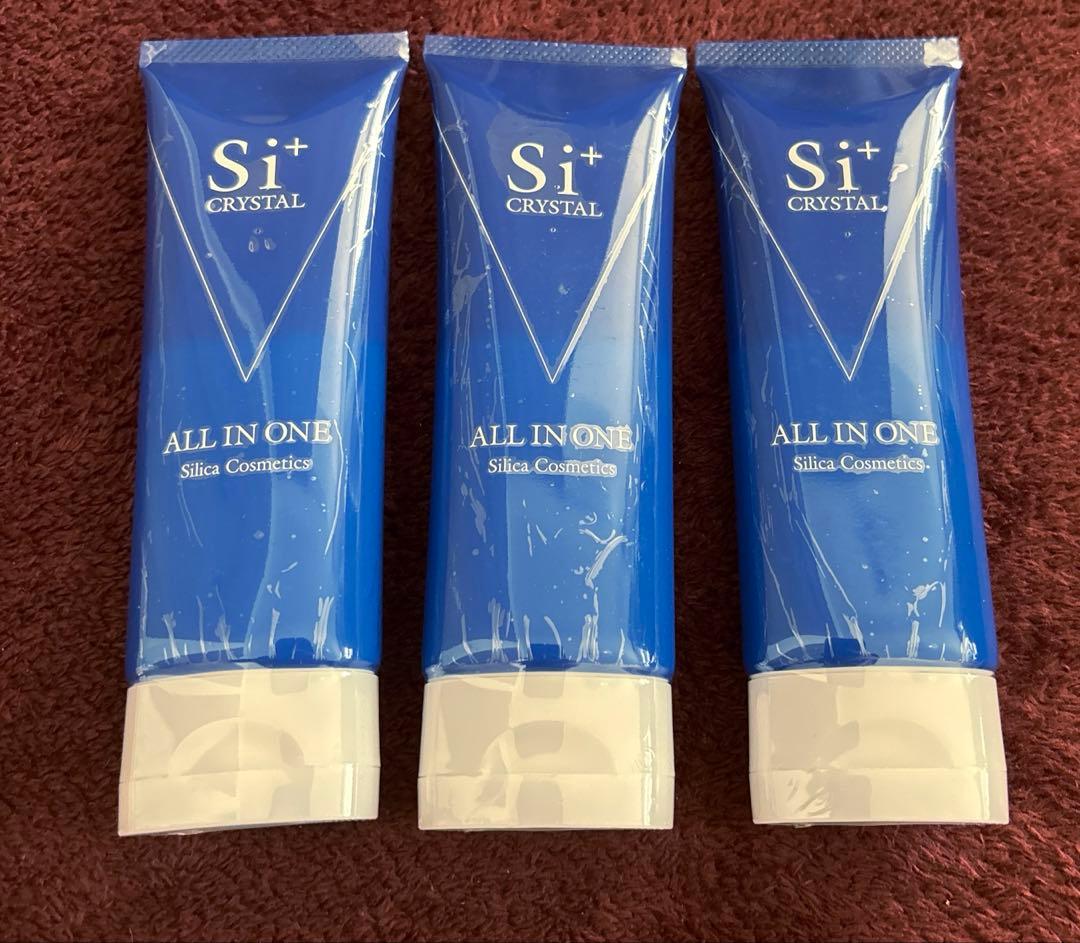 Si+
CRYSTAL
ALL IN ONE
Silica Cosmetics
Si+
CRYSTAL
ALL IN ONE
Silica Cosmetics
Si+
CRYSTAL
ALL IN ONE
Silica Cosmetics